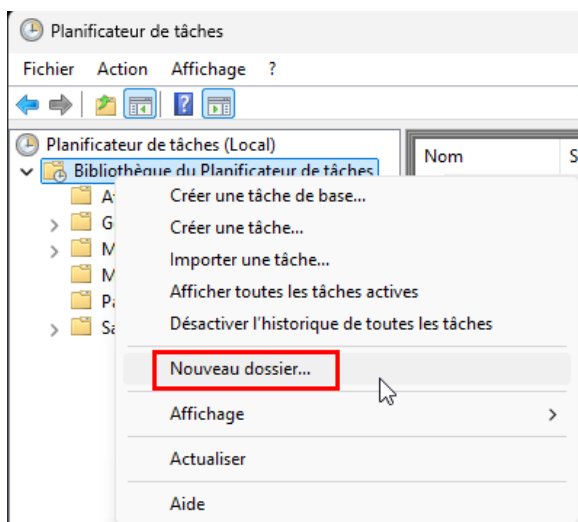 Planificateur de tâches
Fichier Action Affichage ?
Planificateur de tâches (Local)
Nom
Bibliothèque du Planificateur de tâches
Créer une tâche de base...
Créer une tâche...
Importer une tâche...
Afficher toutes les tâches actives
Désactiver l'historique de toutes les tâches
Nouveau dossier...
Affichage
Actualiser
Aide